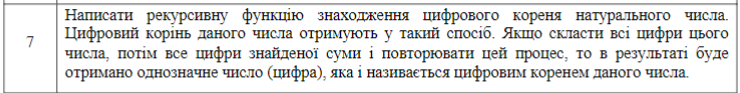 7
Написати рекурсивну функцію знаходження цифрового кореня натурального числа.
Цифровий корінь даного числа отримують у такий спосіб. Якщо скласти всі цифри цього
числа, потім все цифри знайденої суми і повторювати цей процес, то в результаті буде
отримано однозначне число (цифра), яка і називається цифровим коренем даного числа.